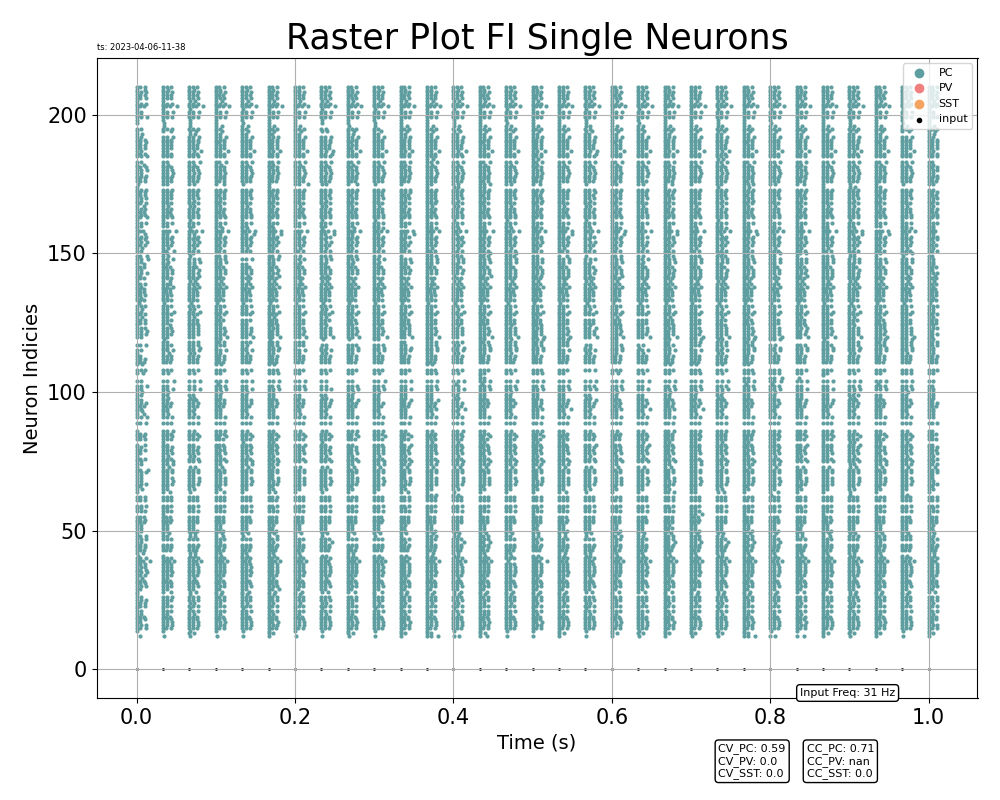 Raster Plot FI Single Neurons
ts: 2023-04-06-11-38
PC
PV
SST
input
200
150
100
50
0
Neuron Indicies
0.0 0.2 0.4 0.6 0.8 1.0
Time (s)
Input Freq: 31 Hz
CV_PC: 0.59
CV_PV: 0.0
CV_SST: 0.0
CC_PC: 0.71
CC_PV: nan
CC_SST: 0.0